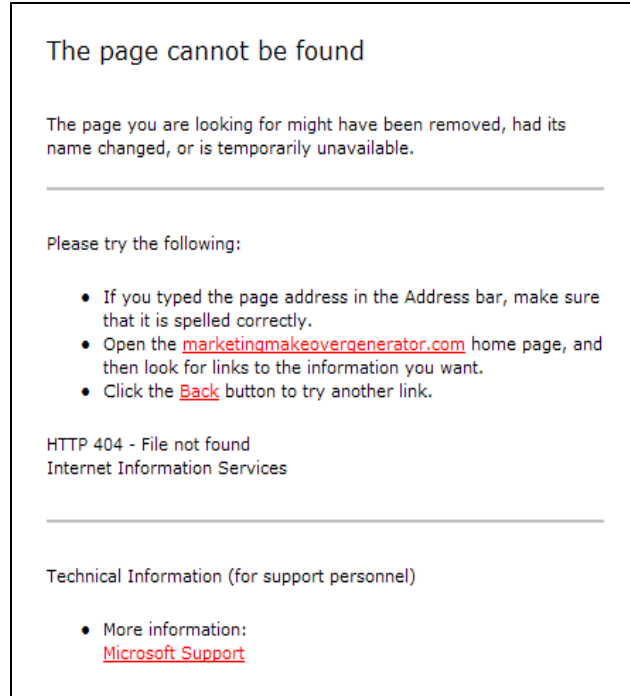 The page cannot be found
The page you are looking for might have been removed, had its
name changed, or is temporarily unavailable.
Please try the following:
• If you typed the page address in the Address bar, make sure
that it is spelled correctly.
• Open the marketingmakeovergenerator.com home page, and
then look for links to the information you want.
• Click the Back button to try another link.
HTTP 404 - File not found
Internet Information Services
Technical Information (for support personnel)
• More information:
Microsoft Support